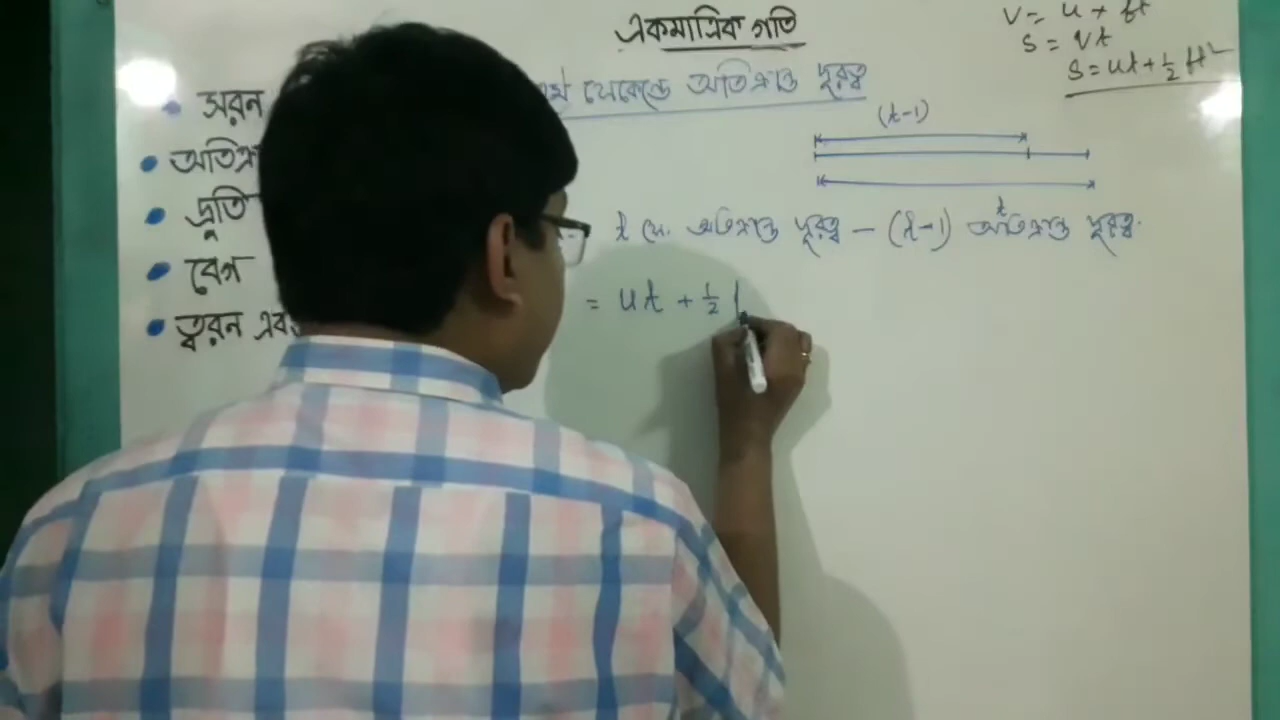 একমাত্রিক গতি
V = u + ft
S = vt
S = ut + ½ ft²
সেকেন্ডে অতিক্রান্ত দূরত্ব
সরন
অতিক্রা
দ্রুতি
বেগ
ত্বরন এবং
(t-1)
t
t সে. অতিক্রান্ত দূরত্ব - (t-1) অতিক্রান্ত দূরত্ব.
= ut + ½